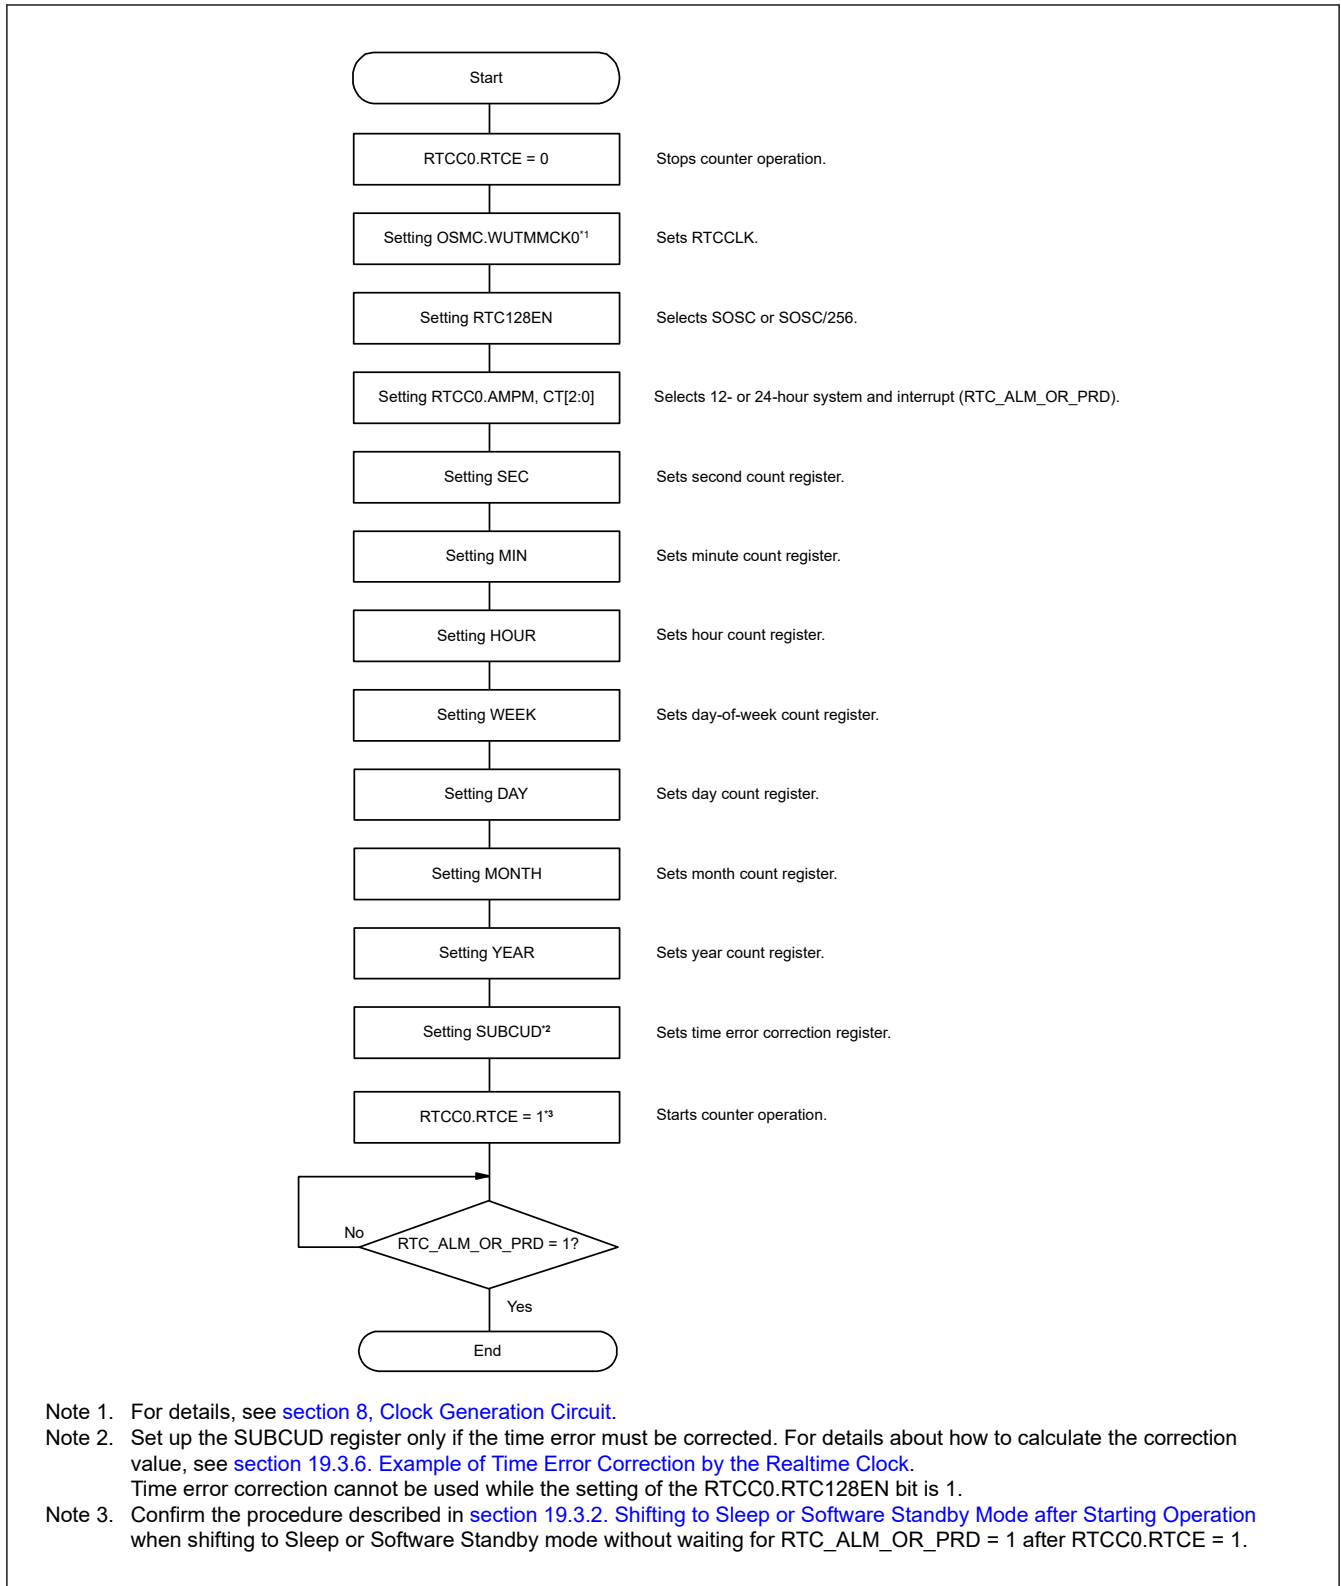 Start
RTCC0.RTCE = 0 Stops counter operation.
Setting OSMC.WUTMMCK0*1 Sets RTCCLK.
Setting RTC128EN Selects SOSC or SOSC/256.
Setting RTCC0.AMPM, CT[2:0] Selects 12- or 24-hour system and interrupt (RTC_ALM_OR_PRD).
Setting SEC Sets second count register.
Setting MIN Sets minute count register.
Setting HOUR Sets hour count register.
Setting WEEK Sets day-of-week count register.
Setting DAY Sets day count register.
Setting MONTH Sets month count register.
Setting YEAR Sets year count register.
Setting SUBCUD*2 Sets time error correction register.
RTCC0.RTCE = 1*3 Starts counter operation.
No
RTC_ALM_OR_PRD = 1?
Yes
End
Note 1. For details, see section 8, Clock Generation Circuit.
Note 2. Set up the SUBCUD register only if the time error must be corrected. For details about how to calculate the correction
value, see section 19.3.6. Example of Time Error Correction by the Realtime Clock.
Time error correction cannot be used while the setting of the RTCC0.RTC128EN bit is 1.
Note 3. Confirm the procedure described in section 19.3.2. Shifting to Sleep or Software Standby Mode after Starting Operation
when shifting to Sleep or Software Standby mode without waiting for RTC_ALM_OR_PRD = 1 after RTCC0.RTCE = 1.